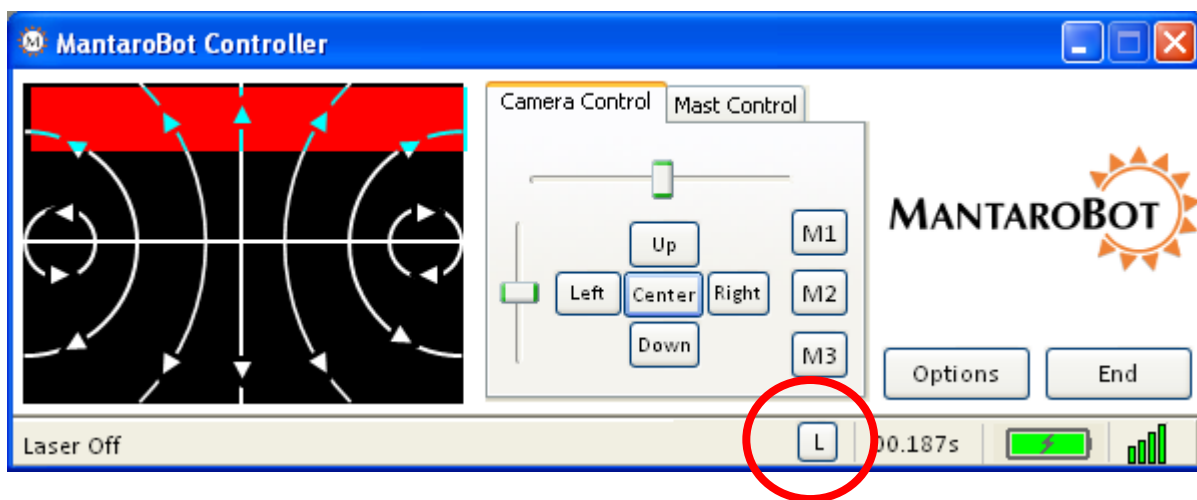 M MantaroBot Controller
Camera Control Mast Control
MANTAROBOT
Up M1
Left Center Right M2
Down M3
Options End
Laser Off L 00.187s